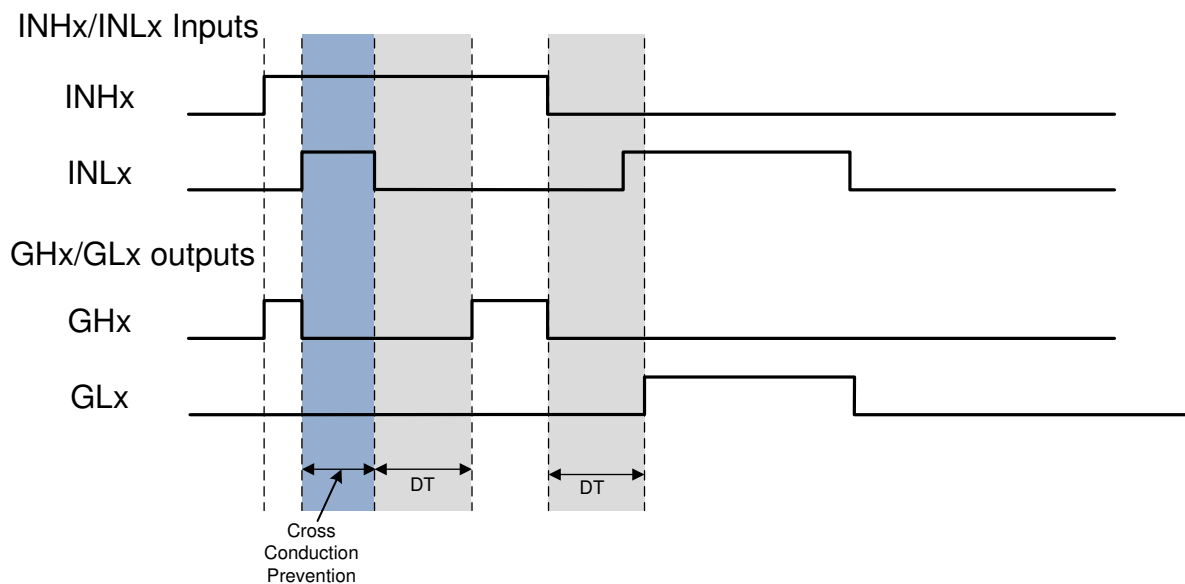 INHx/INLx Inputs
INHx
INLx
GHx/GLx outputs
GHx
GLx
DT
DT
Cross
Conduction
Prevention